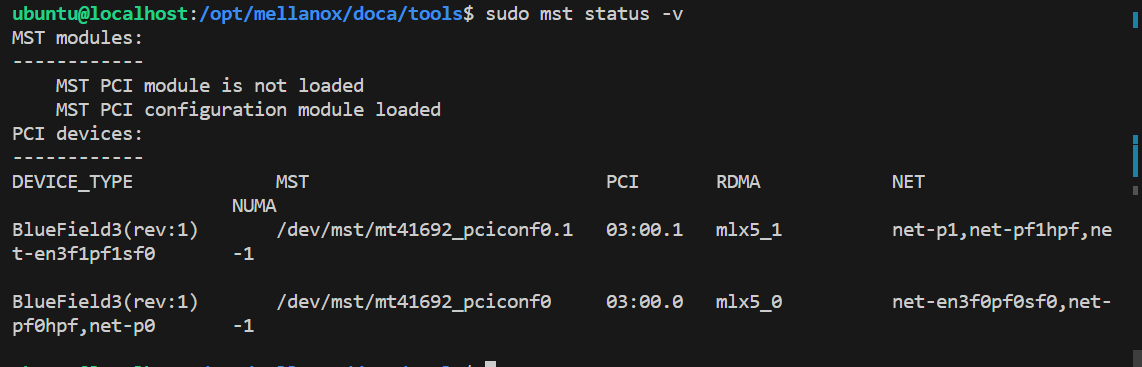 ubuntu@localhost:/opt/mellanox/doca/tools$ sudo mst status -v
MST modules:
------------
    MST PCI module is not loaded
    MST PCI configuration module loaded
PCI devices:
------------
DEVICE_TYPE             MST                           PCI       RDMA            NET
                    NUMA
BlueField3(rev:1)       /dev/mst/mt41692_pciconf0.1   03:00.1   mlx5_1          net-p1,net-pf1hpf,ne
t-en3f1pf1sf0       -1

BlueField3(rev:1)       /dev/mst/mt41692_pciconf0     03:00.0   mlx5_0          net-en3f0pf0sf0,net-
pf0hpf,net-p0       -1